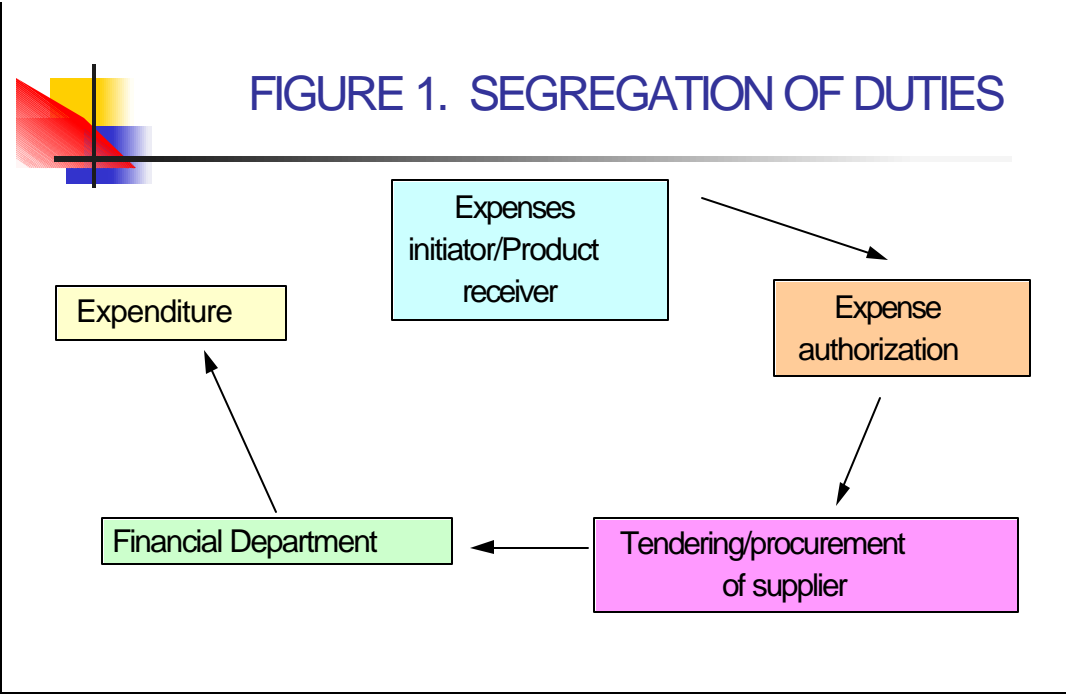 FIGURE 1. SEGREGATION OF DUTIES
Expenses
initiator/Product
receiver
Expenditure
Expense
authorization
Financial Department
Tendering/procurement
of supplier